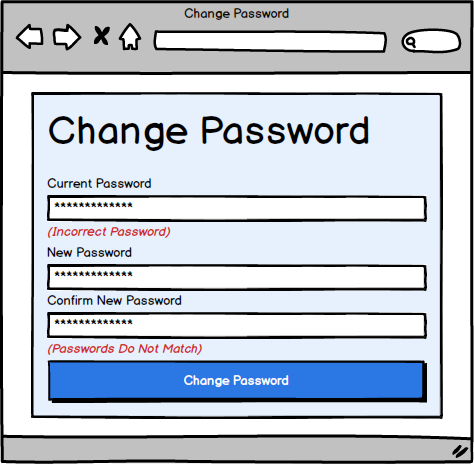 Change Password
Change Password
Current Password
*************
(Incorrect Password)
New Password
*************
Confirm New Password
*************
(Passwords Do Not Match)
Change Password